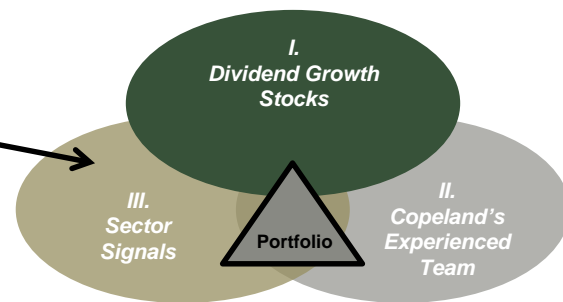 I.
Dividend Growth
Stocks
III.
Sector
Signals
Portfolio
II.
Copeland's
Experienced
Team